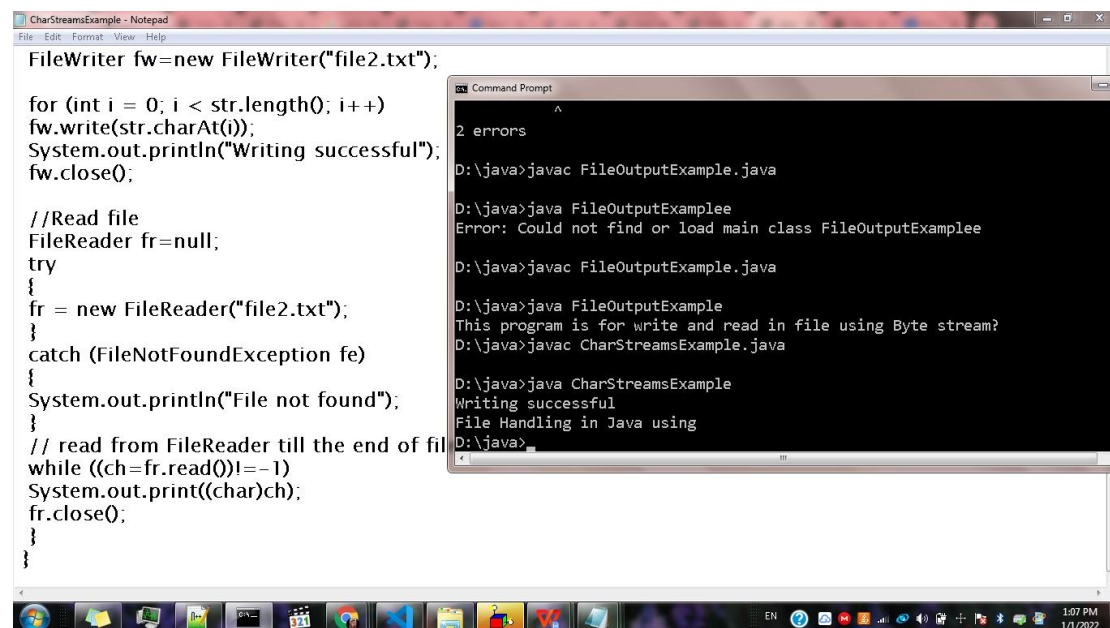 CharStreamsExample - Notepad
File Edit Format View Help
FileWriter fw=new FileWriter("file2.txt");
for (int i = 0; i < str.length(); i++)
fw.write(str.charAt(i));
System.out.println("Writing successful");
fw.close();
//Read file
FileReader fr=null;
try
{
fr = new FileReader("file2.txt");
}
catch (FileNotFoundException fe)
{
System.out.println("File not found");
}
// read from FileReader till the end of fil
while ((ch=fr.read())!=-1)
System.out.print((char)ch);
fr.close();
}
}
Command Prompt
^
2 errors
D:\java>javac FileOutputExample.java
D:\java>java FileOutputExamplee
Error: Could not find or load main class FileOutputExamplee
D:\java>javac FileOutputExample.java
D:\java>java FileOutputExample
This program is for write and read in file using Byte stream?
D:\java>javac CharStreamsExample.java
D:\java>java CharStreamsExample
Writing successful
File Handling in Java using
D:\java>_
321
EN
1:07 PM
1/1/2022